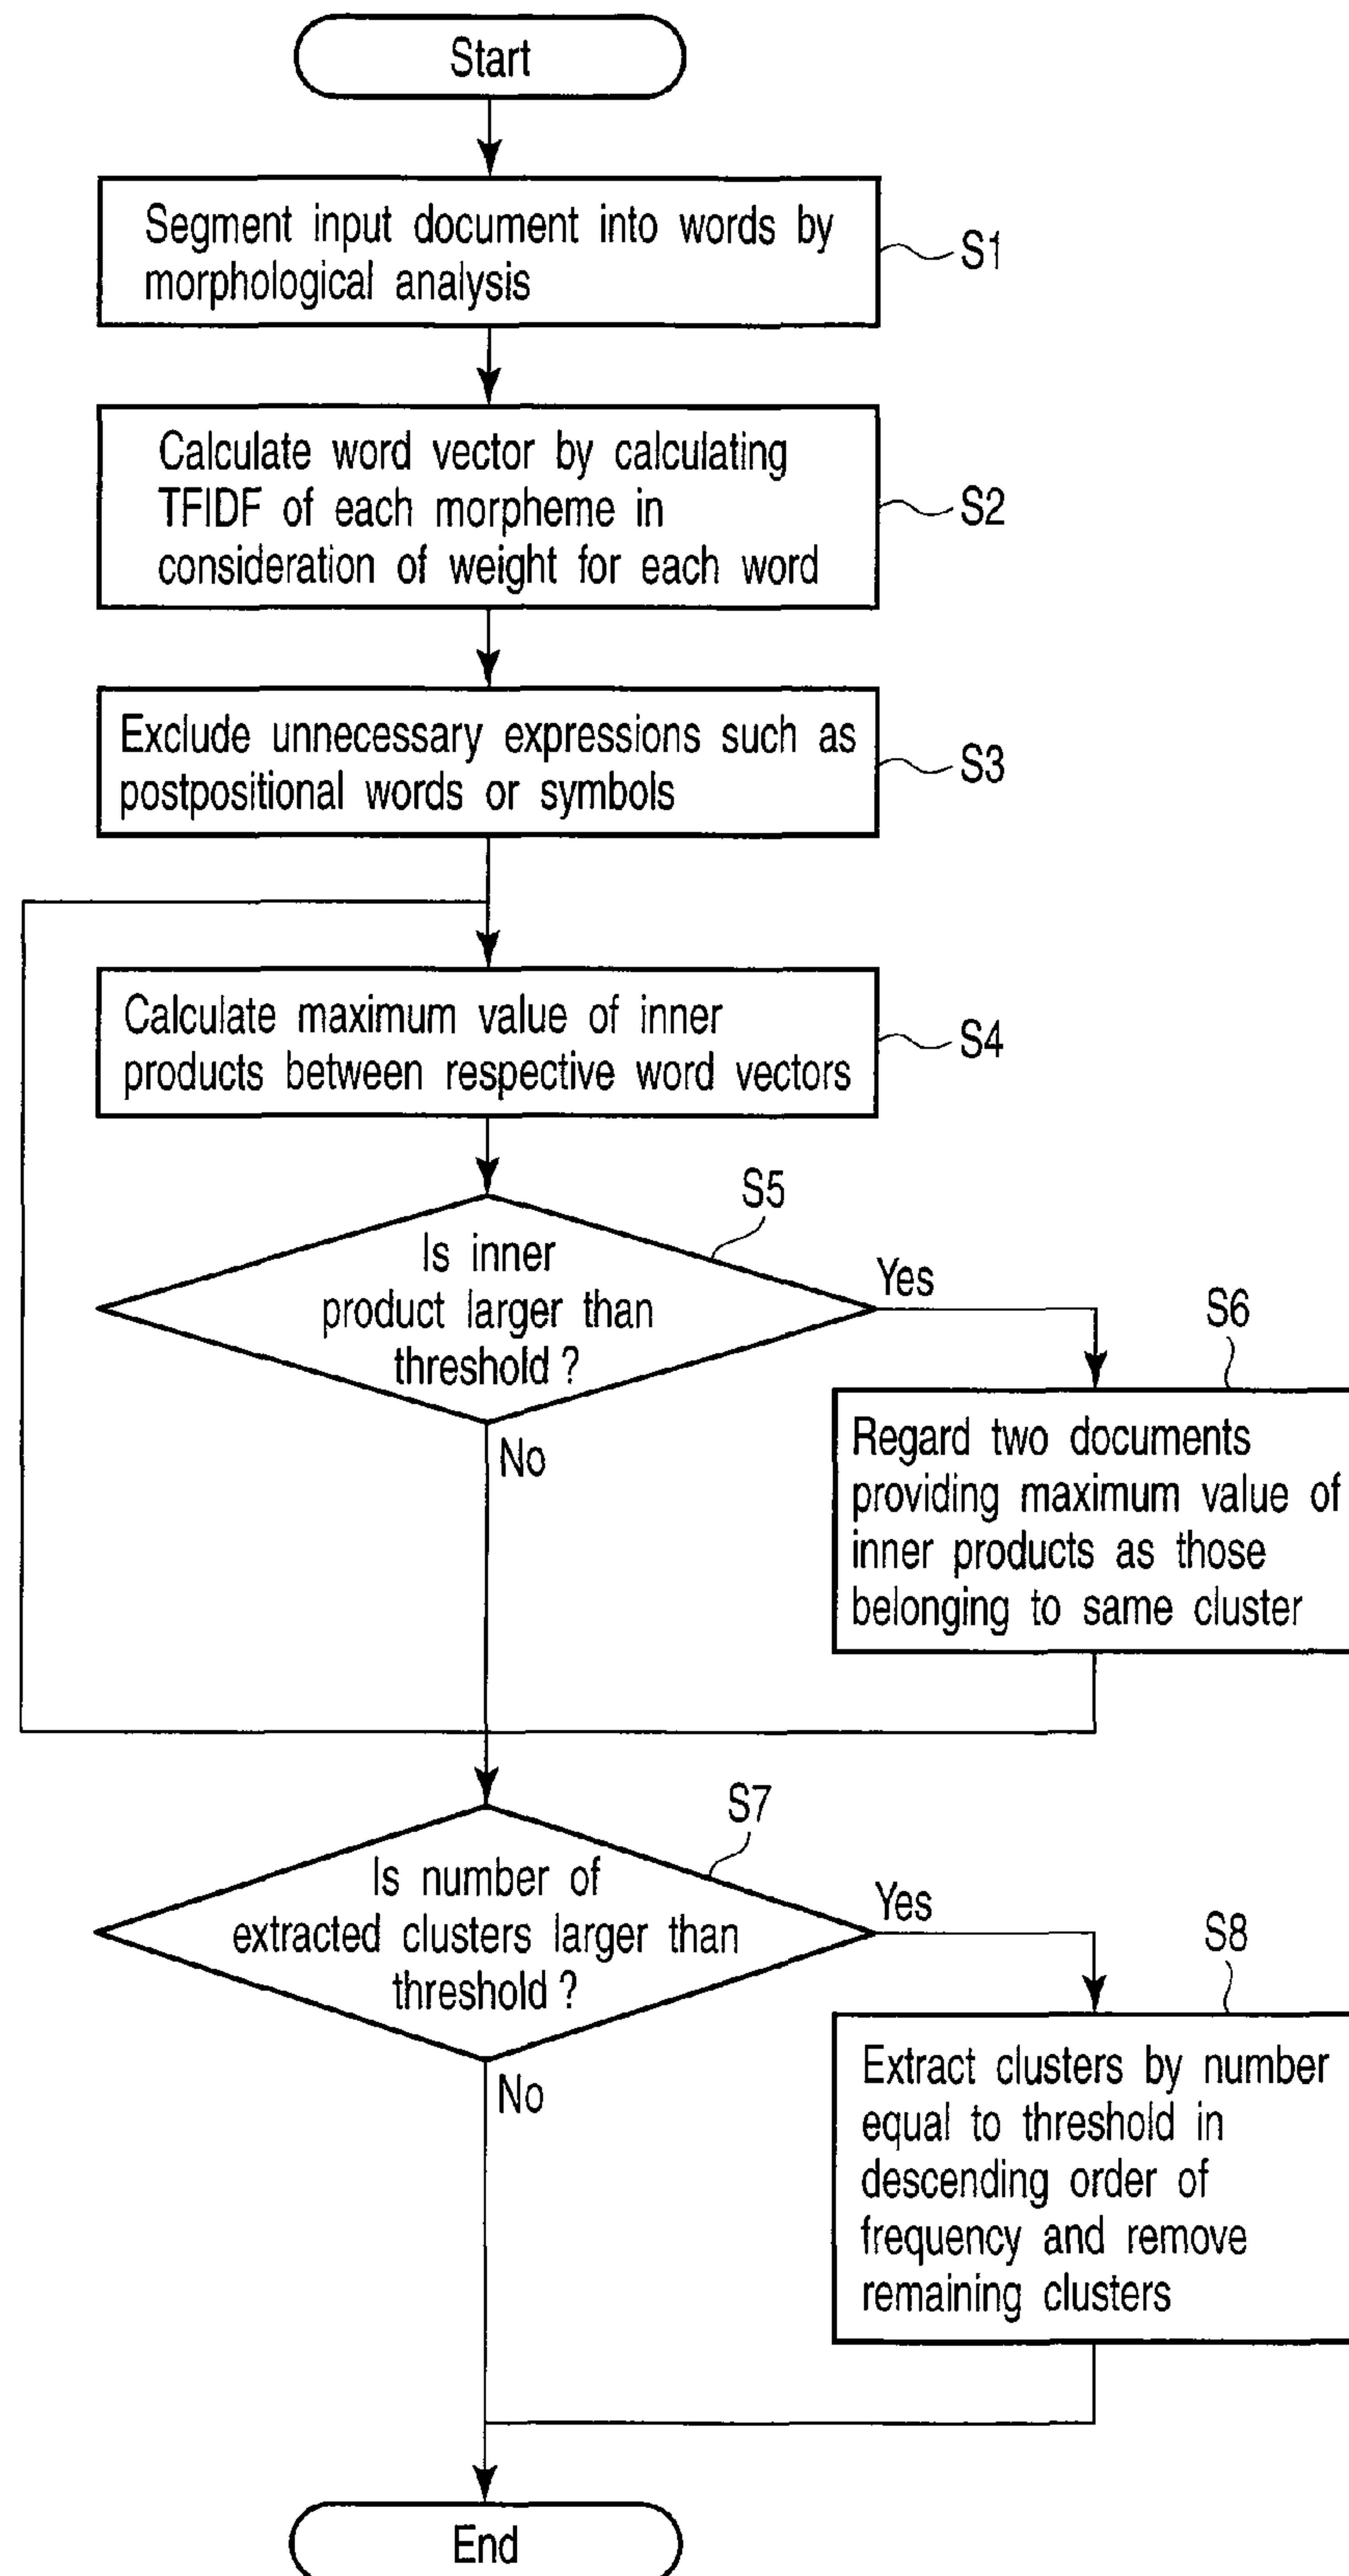 Start
Segment input document into words by
morphological analysis
S1
Calculate word vector by calculating
TFIDF of each morpheme in
consideration of weight for each word
S2
Exclude unnecessary expressions such as
postpositional words or symbols
S3
Calculate maximum value of inner
products between respective word vectors
S4
S5
Is inner
product larger than
threshold ?
Yes
No
S6
Regard two documents
providing maximum value of
inner products as those
belonging to same cluster
S7
Is number of
extracted clusters larger than
threshold ?
Yes
No
S8
Extract clusters by number
equal to threshold in
descending order of
frequency and remove
remaining clusters
End